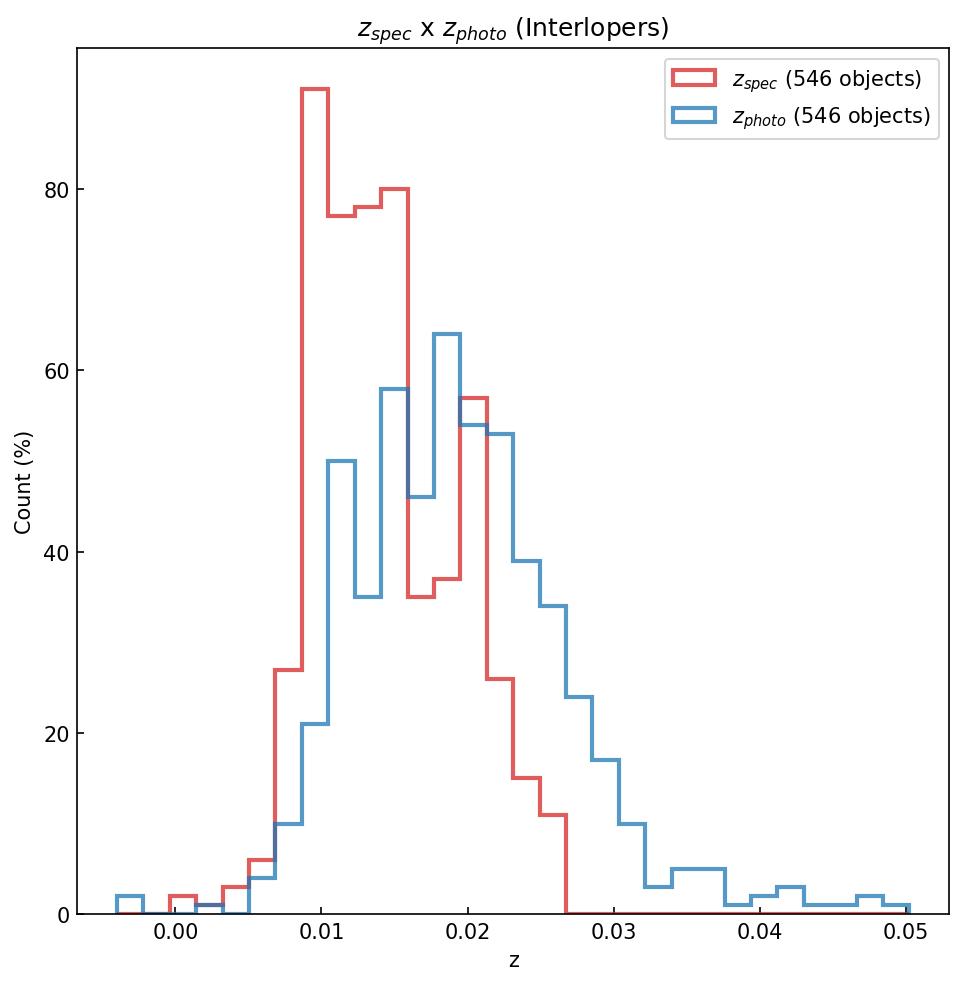 z_spec x z_photo (Interlopers)
z_spec (546 objects)
z_photo (546 objects)
Count (%)
80
60
40
20
0
0.00 0.01 0.02 0.03 0.04 0.05
z